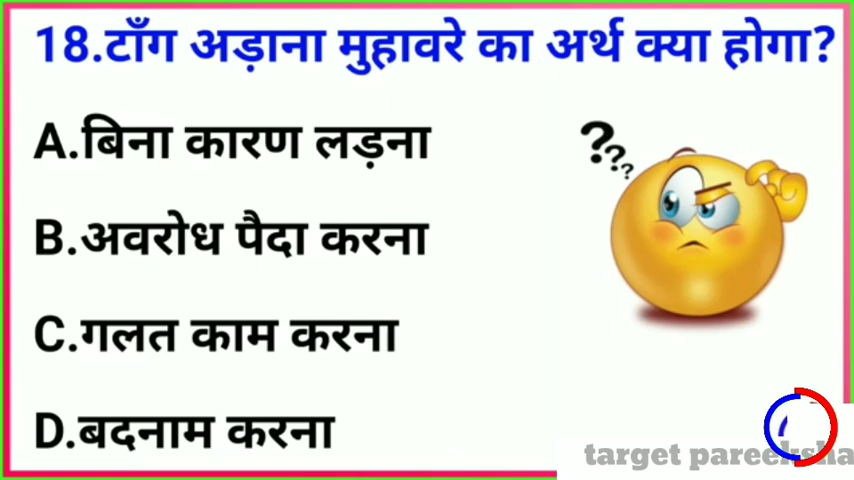 18.टाँग अड़ाना मुहावरे का अर्थ क्या होगा?
A.बिना कारण लड़ना
???
B.अवरोध पैदा करना
C.गलत काम करना
D.बदनाम करना
target pareeksha